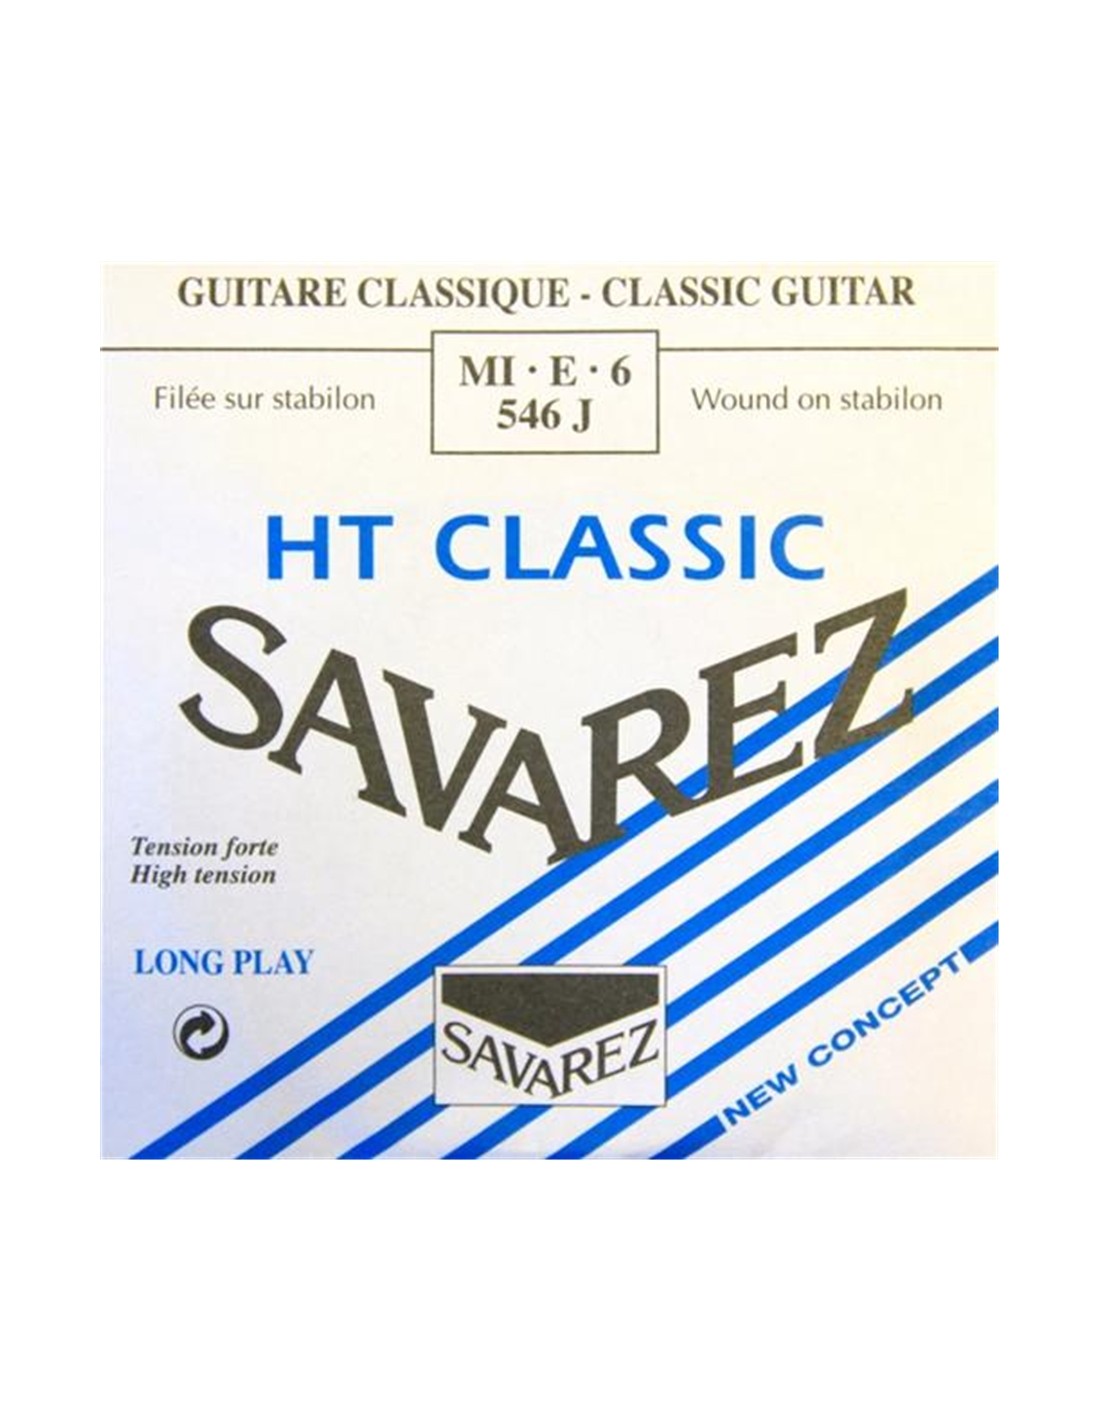 GUITARE CLASSIQUE - CLASSIC GUITAR
MI · E · 6
546 J
Filée sur stabilon
Wound on stabilon
HT CLASSIC
SAVAREZ
Tension forte
High tension
LONG PLAY
SAVAREZ
NEW CONCEPT